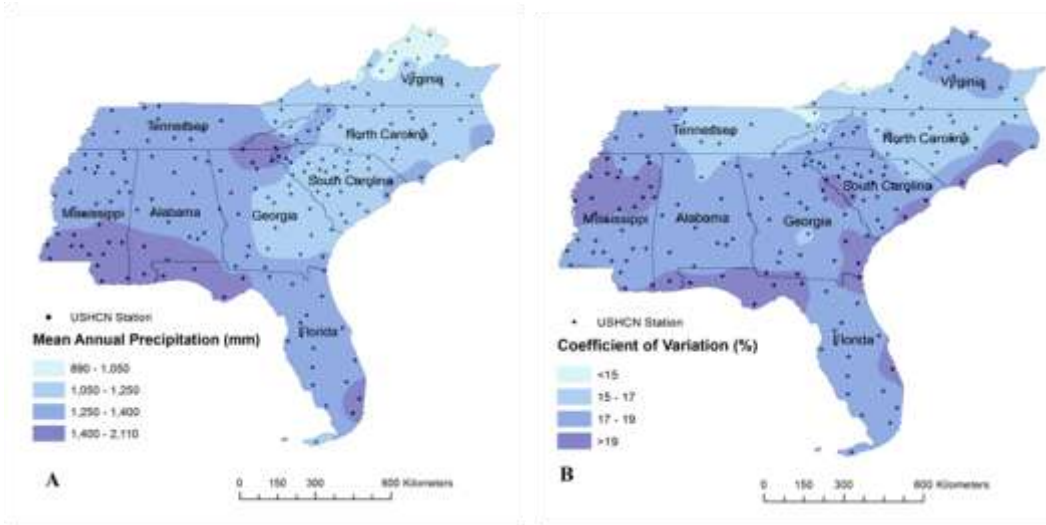 Virginia
Tennessee
North Carolina
South Carolina
Mississippi
Alabama
Georgia
Florida
USHCN Station
Mean Annual Precipitation (mm)
890 - 1,050
1,050 - 1,250
1,250 - 1,400
1,400 - 2,110
A
0 150 300 600 Kilometers
Virginia
Tennessee
North Carolina
South Carolina
Mississippi
Alabama
Georgia
Florida
USHCN Station
Coefficient of Variation (%)
<15
15 - 17
17 - 19
>19
B
0 150 300 600 Kilometers